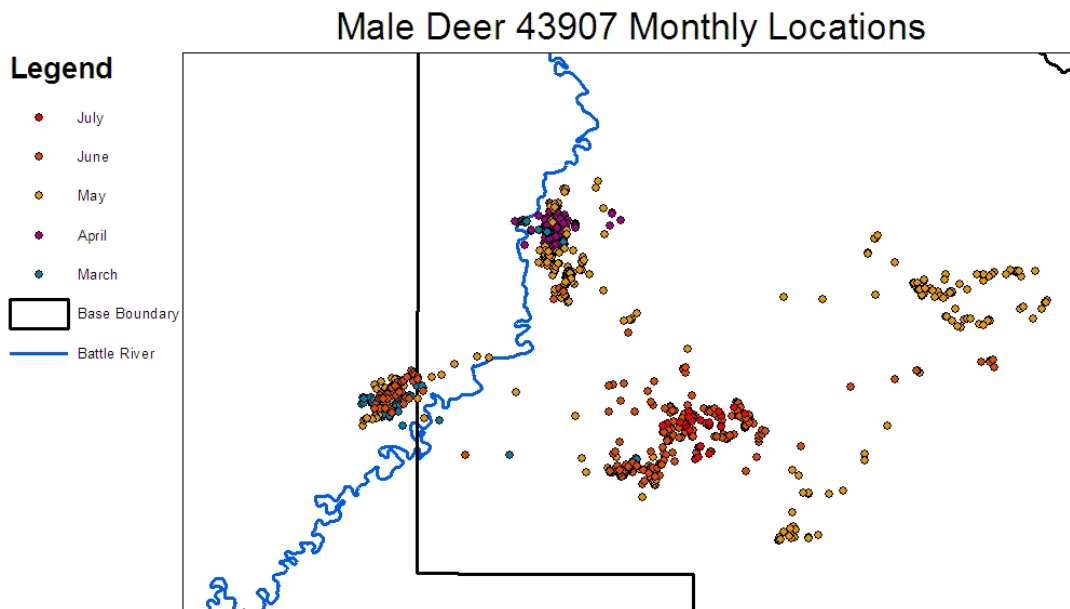 Male Deer 43907 Monthly Locations
Legend
July
June
May
April
March
Base Boundary
Battle River